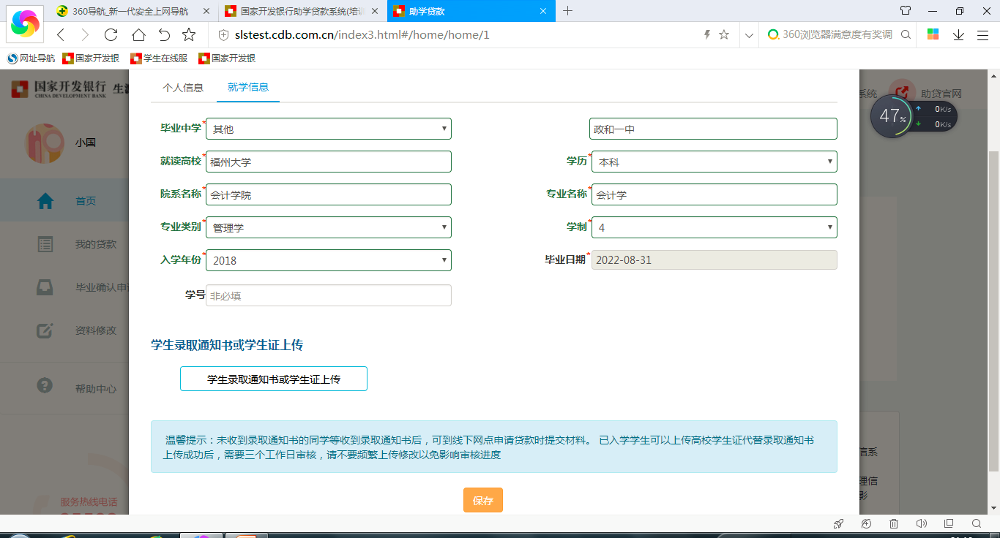 360导航_新一代安全上网导航
国家开发银行助学贷款系统(培训
助学贷款
slstest.cdb.com.cn/index3.html#/home/home/1
360浏览器满意度有奖调
网址导航 国家开发银 学生在线服 国家开发银
国家开发银行 生源
CHINA DEVELOPMENT BANK
系统 助贷官网
47%
0K/s
0K/s
小国
首页
我的贷款
毕业确认申请
资料修改
帮助中心
服务热线电话
个人信息 就学信息
毕业中学* 其他 政和一中
就读高校* 福州大学 学历* 本科
院系名称* 会计学院 专业名称* 会计学
专业类别* 管理学 学制* 4
入学年份* 2018 毕业日期* 2022-08-31
学号 非必填
学生录取通知书或学生证上传
学生录取通知书或学生证上传
温馨提示：未收到录取通知书的同学等收到录取通知书后，可到线下网点申请贷款时提交材料。 已入学学生可以上传高校学生证代替录取通知书
上传成功后，需要三个工作日审核，请不要频繁上传修改以免影响审核进度
保存
信系
理信
影